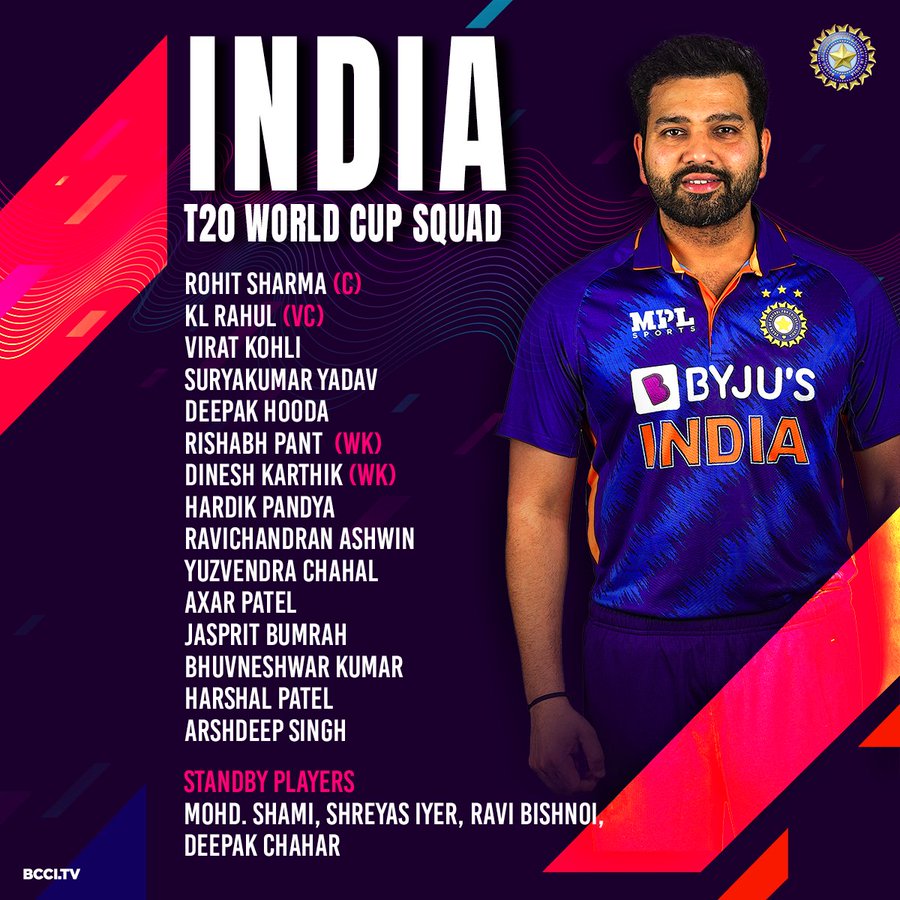 INDIA
T20 WORLD CUP SQUAD
ROHIT SHARMA (C)
KL RAHUL (VC)
VIRAT KOHLI
SURYAKUMAR YADAV
DEEPAK HOODA
RISHABH PANT (WK)
DINESH KARTHIK (WK)
HARDIK PANDYA
RAVICHANDRAN ASHWIN
YUZVENDRA CHAHAL
AXAR PATEL
JASPRIT BUMRAH
BHUVNESHWAR KUMAR
HARSHAL PATEL
ARSHDEEP SINGH
STANDBY PLAYERS
MOHD. SHAMI, SHREYAS IYER, RAVI BISHNOI,
DEEPAK CHAHAR
BCCI.TV
MPL
SPORTS
B BYJU'S
INDIA